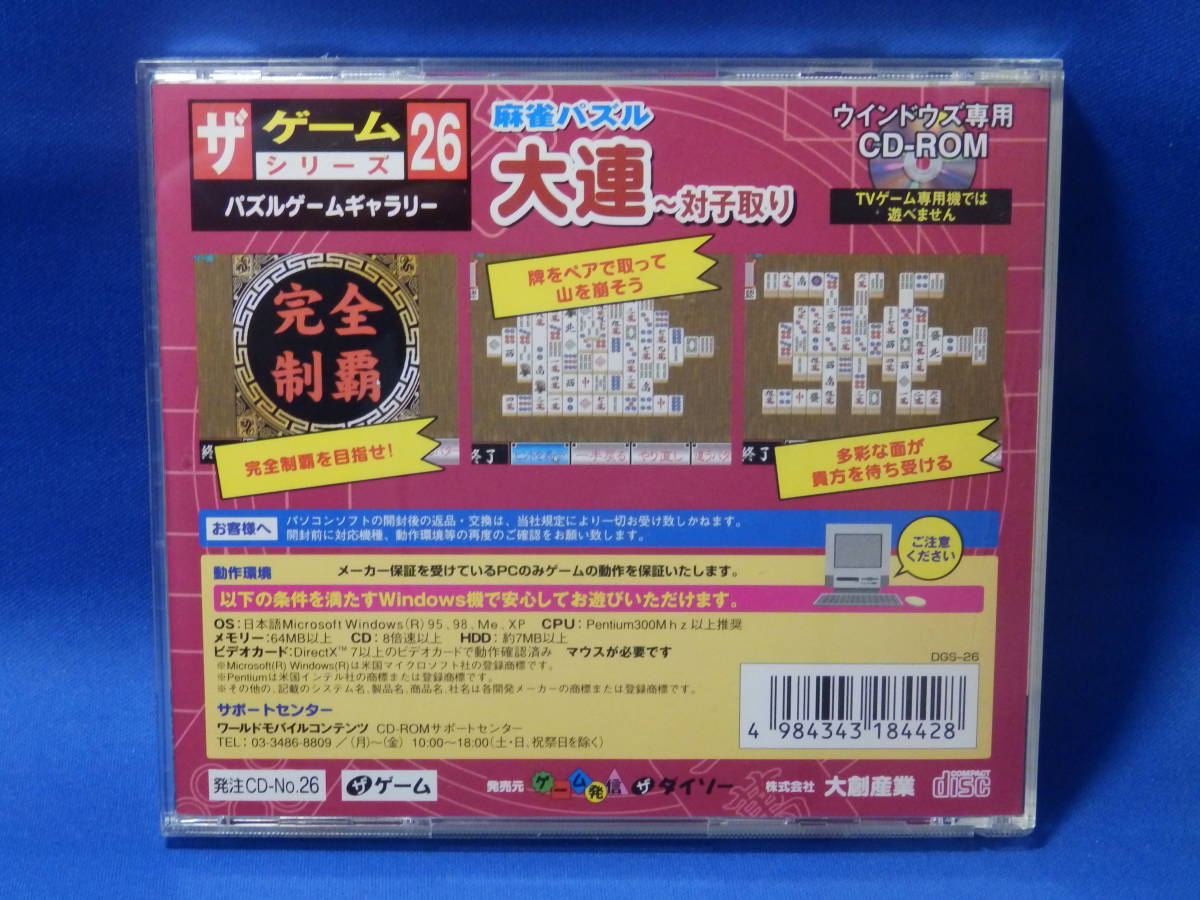 ザ ゲーム シリーズ 26
パズルゲームギャラリー
麻雀パズル
大連～対子取り
ウインドウズ専用
CD-ROM
TVゲーム専用機では
遊べません
完全
制覇
完全制覇を目指せ!
牌をペアで取って
山を崩そう
終了
やり直し
終了
多彩な面が
貴方を待ち受ける
お客様へ
パソコンソフトの開封後の返品・交換は、当社規定により一切お受け致しかねます。
開封前に対応機種、動作環境等の再度のご確認をお願い致します。
ご注意
ください
動作環境 メーカー保証を受けているPCのみゲームの動作を保証いたします。
以下の条件を満たすWindows機で安心してお遊びいただけます。
OS:日本語Microsoft Windows(R)95、98、Me、XP CPU:Pentium300Mhz以上推奨
メモリー:64MB以上 CD:8倍速以上 HDD:約7MB以上
ビデオカード:DirectX™ 7以上のビデオカードで動作確認済み マウスが必要です
※Microsoft(R) Windows(R)は米国マイクロソフト社の登録商標です。
※Pentiumは米国インテル社の商標または登録商標です。
※その他の、記載のシステム名、製品名、商品名、社名は各開発メーカーの商標または登録商標です。
DGS-26
サポートセンター
ワールドモバイルコンテンツ CD-ROMサポートセンター
TEL:03-3486-8809/(月)～(金) 10:00～18:00(土・日、祝祭日を除く)
4 984343 184428
発注CD-No.26
ザゲーム
発売元 ゲーム発信 ザダイソー
株式会社 大創産業
COMPACT disc